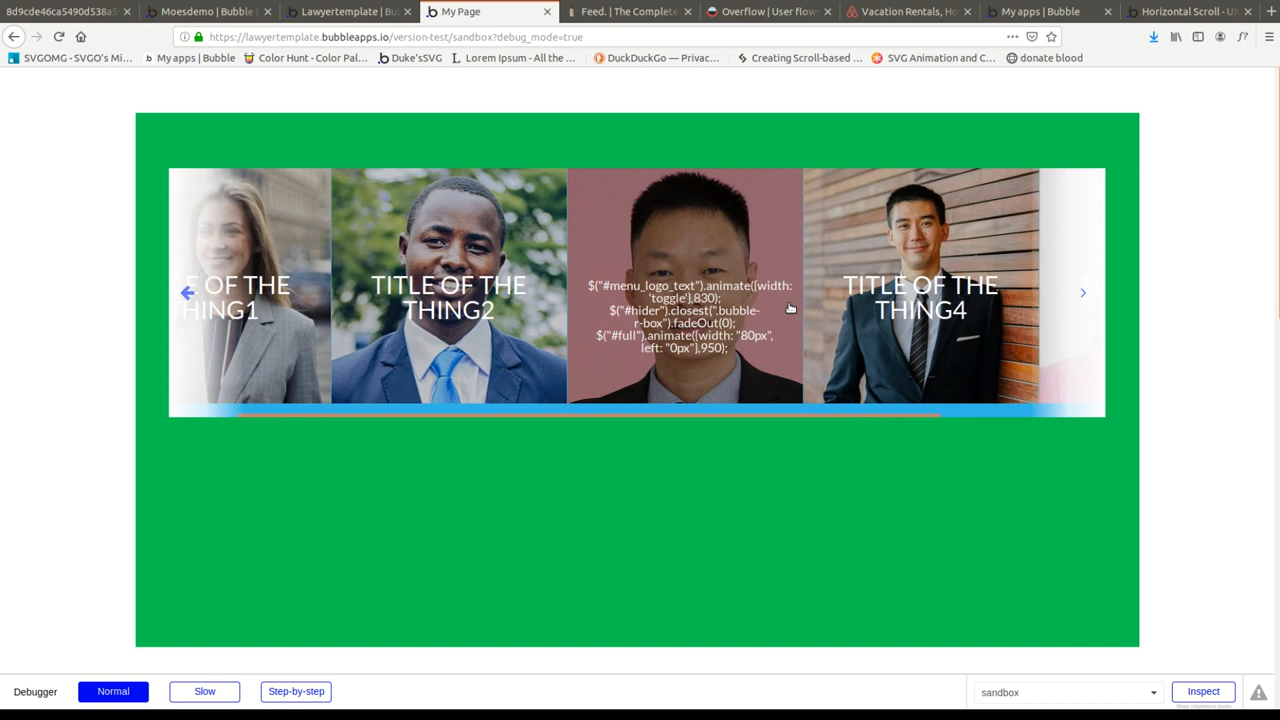 8d9cde46ca5490d538a5
Moesdemo | Bubble
Lawyertemplate | Bu
My Page
Feed. | The Complete
Overflow | User flow
Vacation Rentals, Ho
My apps | Bubble
Horizontal Scroll - UX
https://lawyertemplate.bubbleapps.io/version-test/sandbox?debug_mode=true
SVGOMG - SVGO's Mi…
My apps | Bubble
Color Hunt - Color Pal…
Duke'sSVG
Lorem Ipsum - All the …
DuckDuckGo — Privac…
Creating Scroll-based …
SVG Animation and C…
donate blood
E OF THE
HING1
TITLE OF THE
THING2
$("#menu_logo_text").animate({width:
'toggle'},830);
$("#hider").closest(".bubble-
r-box").fadeOut(0);
$("#full").animate({width: "80px",
left: "0px"},950);
TITLE OF THE
THING4
Debugger
Normal
Slow
Step-by-step
sandbox
Inspect